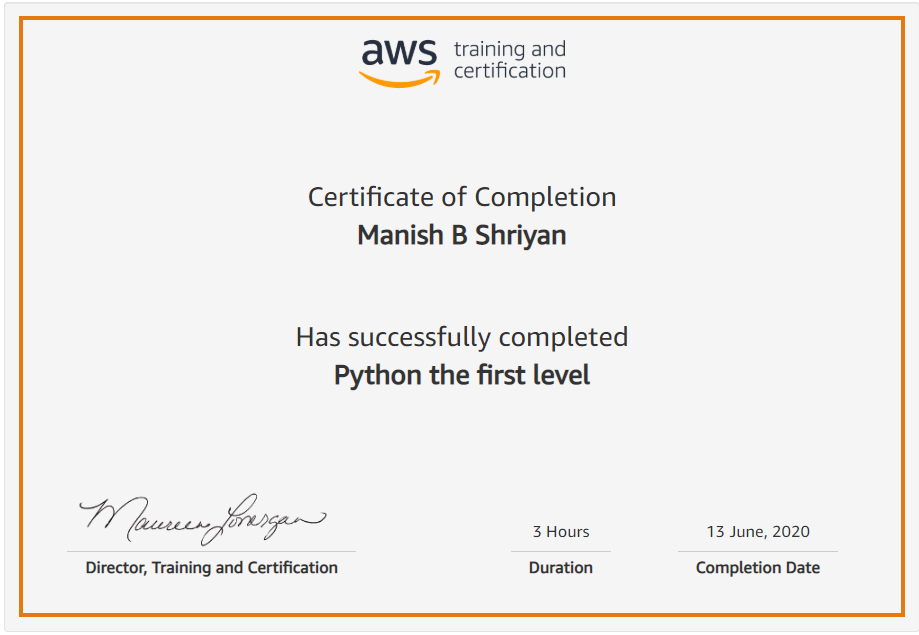 aws training and
certification
Certificate of Completion
Manish B Shriyan
Has successfully completed
Python the first level
Maureen Lonergan
3 Hours
13 June, 2020
Director, Training and Certification
Duration
Completion Date